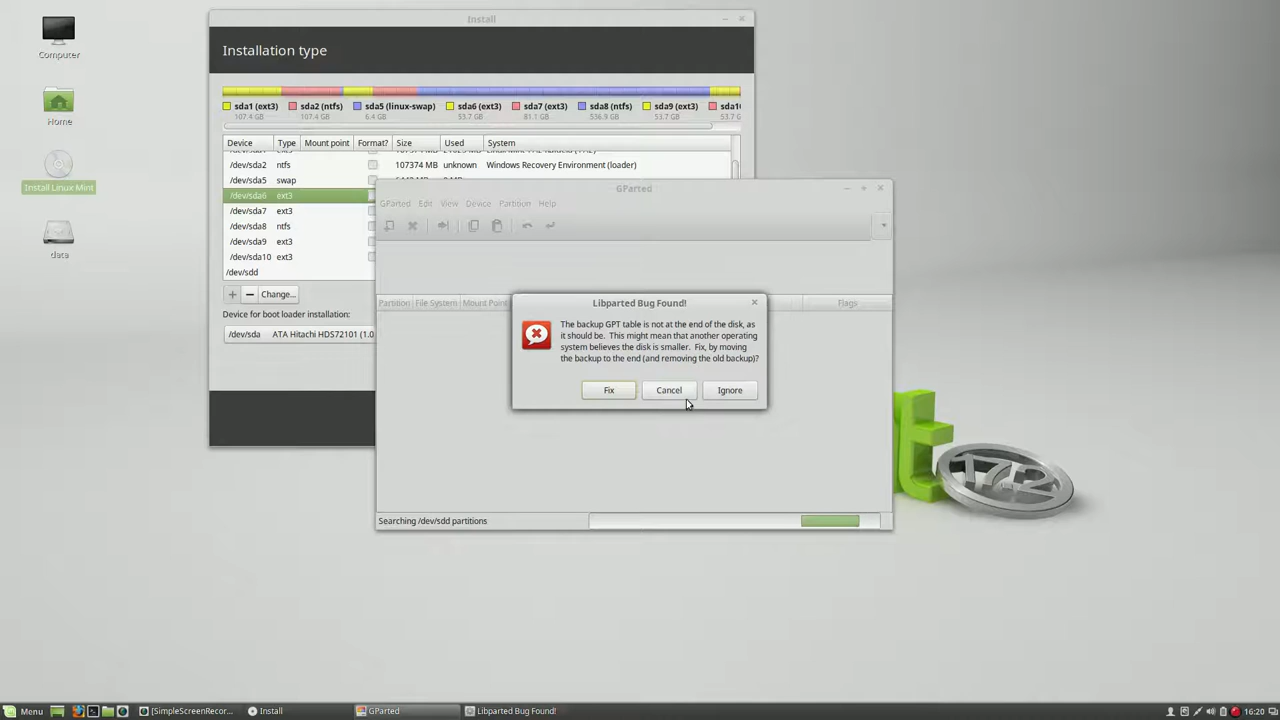 Computer
Home
Install Linux Mint
data
Install
Installation type
sda1 (ext3) sda2 (ntfs) sda5 (linux-swap) sda6 (ext3) sda7 (ext3) sda8 (ntfs) sda9 (ext3)
107.4 GB 107.4 GB 6.4 GB 53.7 GB 81.1 GB 536.9 GB 53.7 GB
Device Type Mount point Format? Size Used System
/dev/sda2 ntfs 107374 MB unknown Windows Recovery Environment (loader)
/dev/sda5 swap
/dev/sda6 ext3
/dev/sda7 ext3
/dev/sda8 ntfs
/dev/sda9 ext3
/dev/sda10 ext3
/dev/sdd
+ − Change...
Device for boot loader installation:
/dev/sda ATA Hitachi HDS72101 (1.0
GParted
GParted Edit View Device Partition Help
Partition File System Mount Point Flags
Libparted Bug Found!
The backup GPT table is not at the end of the disk, as
it should be. This might mean that another operating
system believes the disk is smaller. Fix, by moving
the backup to the end (and removing the old backup)?
Fix Cancel Ignore
Searching /dev/sdd partitions
t
17.2
Menu [SimpleScreenRecor... Install GParted Libparted Bug Found! 16:20